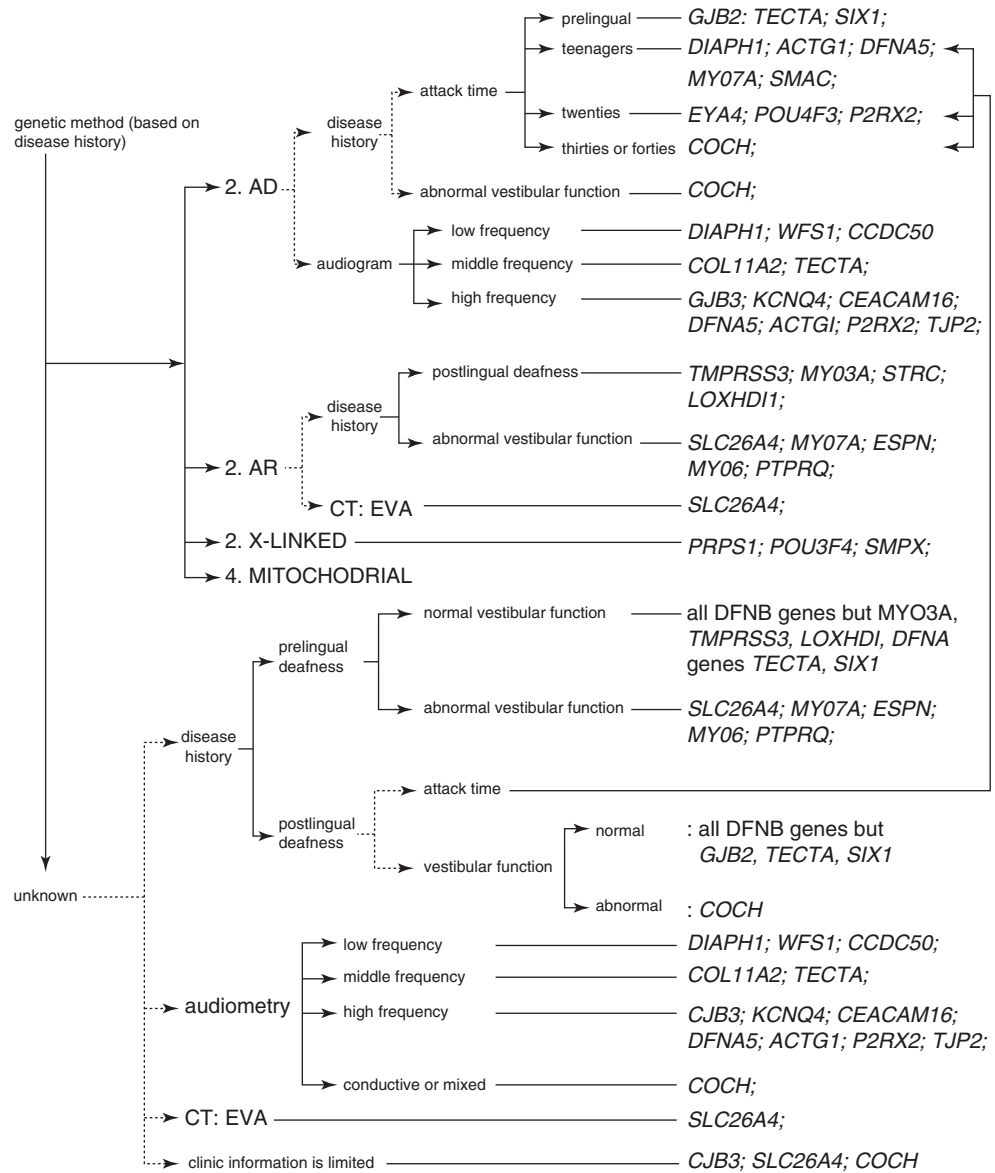 prelingual GJB2: TECTA; SIX1;
teenagers DIAPH1; ACTG1; DFNA5;
MY07A; SMAC;
attack time
twenties EYA4; POU4F3; P2RX2;
thirties or forties COCH;
genetic method (based on
disease history)
disease
history
2. AD
abnormal vestibular function COCH;
low frequency DIAPH1; WFS1; CCDC50
audiogram middle frequency COL11A2; TECTA;
high frequency GJB3; KCNQ4; CEACAM16;
DFNA5; ACTGI; P2RX2; TJP2;
postlingual deafness TMPRSS3; MY03A; STRC;
LOXHDI1;
disease
history
abnormal vestibular function SLC26A4; MY07A; ESPN;
MY06; PTPRQ;
2. AR
CT: EVA SLC26A4;
2. X-LINKED PRPS1; POU3F4; SMPX;
4. MITOCHODRIAL
normal vestibular function all DFNB genes but MYO3A,
TMPRSS3, LOXHDI, DFNA
genes TECTA, SIX1
prelingual
deafness
abnormal vestibular function SLC26A4; MY07A; ESPN;
MY06; PTPRQ;
disease
history
attack time
postlingual
deafness
normal : all DFNB genes but
GJB2, TECTA, SIX1
vestibular function
unknown
abnormal : COCH
low frequency DIAPH1; WFS1; CCDC50;
middle frequency COL11A2; TECTA;
audiometry
high frequency CJB3; KCNQ4; CEACAM16;
DFNA5; ACTG1; P2RX2; TJP2;
conductive or mixed COCH;
CT: EVA SLC26A4;
clinic information is limited CJB3; SLC26A4; COCH